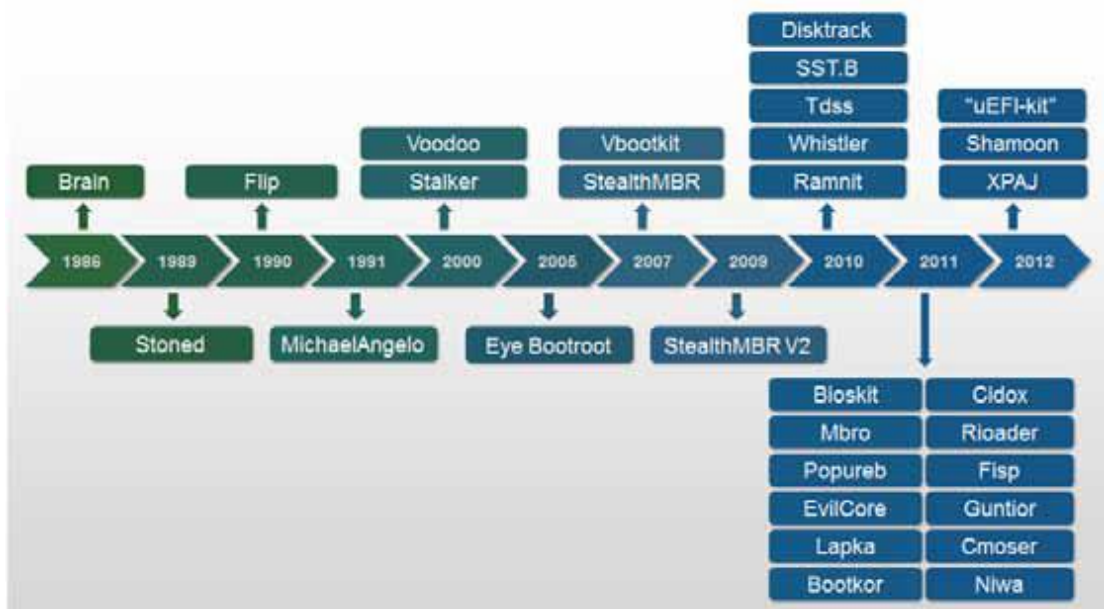 Disktrack
SST.B
Tdss
"uEFI-kit"
Voodoo
Vbootkit
Whistler
Shamoon
Brain
Flip
Stalker
StealthMBR
Ramnit
XPAJ
1986 1989 1990 1991 2000 2005 2007 2009 2010 2011 2012
Stoned
MichaelAngelo
Eye Bootroot
StealthMBR V2
Bioskit Cidox
Mbro Rloader
Popureb Fisp
EvilCore Guntior
Lapka Cmoser
Bootkor Niwa